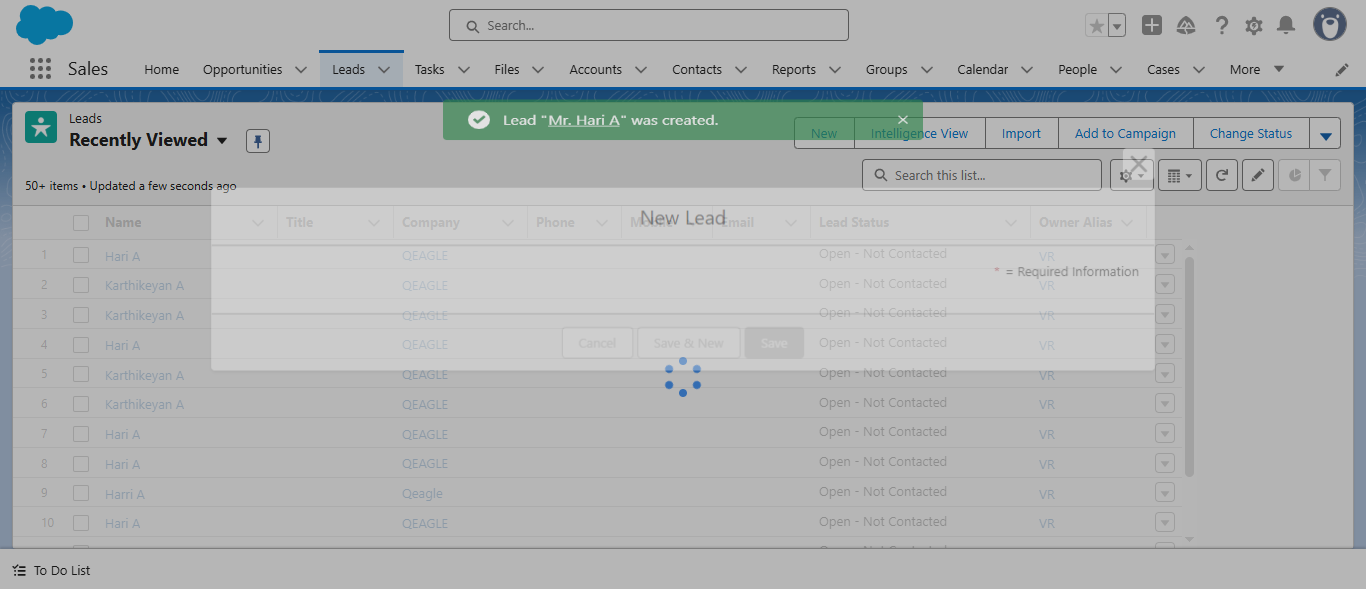 Search...
Sales Home Opportunities Leads Tasks Files Accounts Contacts Reports Groups Calendar People Cases More
Leads
Recently Viewed
Lead “Mr. Hari A” was created.
New Intelligence View Import Add to Campaign Change Status
50+ items • Updated a few seconds ago
Search this list...
New Lead
* = Required Information
Cancel Save & New Save
Name Title Company Phone Mobile Email Lead Status Owner Alias
1 Hari A QEAGLE Open - Not Contacted VR
2 Karthikeyan A QEAGLE Open - Not Contacted VR
3 Karthikeyan A QEAGLE Open - Not Contacted VR
4 Hari A QEAGLE Open - Not Contacted VR
5 Karthikeyan A QEAGLE Open - Not Contacted VR
6 Karthikeyan A QEAGLE Open - Not Contacted VR
7 Hari A QEAGLE Open - Not Contacted VR
8 Hari A QEAGLE Open - Not Contacted VR
9 Harri A Qeagle Open - Not Contacted VR
10 Hari A QEAGLE Open - Not Contacted VR
To Do List